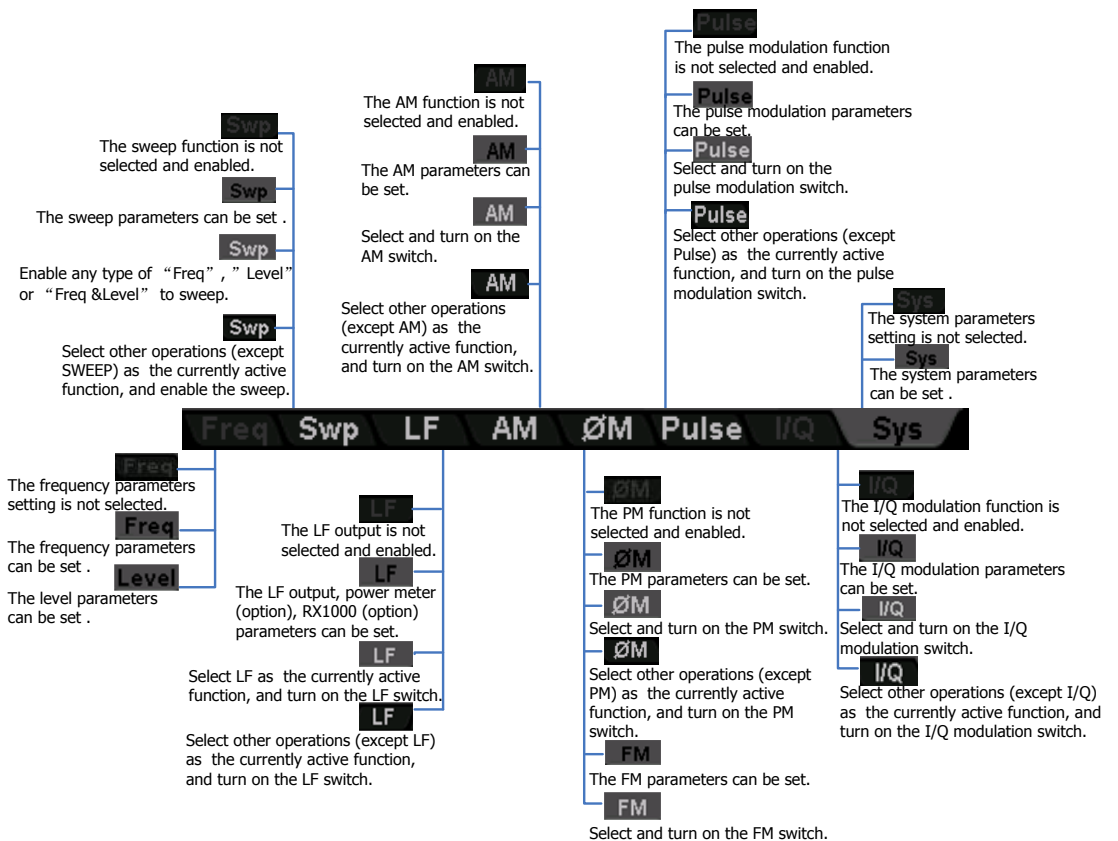 Swp
The sweep function is not
selected and enabled.
Swp
The sweep parameters can be set .
Swp
Enable any type of “Freq” , ” Level”
or “Freq &Level” to sweep.
Swp
Select other operations (except
SWEEP) as the currently active
function, and enable the sweep.
AM
The AM function is not
selected and enabled.
AM
The AM parameters can
be set.
AM
Select and turn on the
AM switch.
AM
Select other operations
(except AM) as the
currently active function,
and turn on the AM switch.
Pulse
The pulse modulation function
is not selected and enabled.
Pulse
The pulse modulation parameters
can be set.
Pulse
Select and turn on the
pulse modulation switch.
Pulse
Select other operations (except
Pulse) as the currently active
function, and turn on the pulse
modulation switch.
Sys
The system parameters
setting is not selected.
Sys
The system parameters
can be set .
Freq Swp LF AM ØM Pulse I/Q Sys
Freq
The frequency parameters
setting is not selected.
Freq
The frequency parameters
can be set .
Level
The level parameters
can be set .
LF
The LF output is not
selected and enabled.
LF
The LF output, power meter
(option), RX1000 (option)
parameters can be set.
LF
Select LF as the currently active
function, and turn on the LF switch.
LF
Select other operations (except LF)
as the currently active function,
and turn on the LF switch.
ØM
The PM function is not
selected and enabled.
ØM
The PM parameters can be set.
ØM
Select and turn on the PM switch.
ØM
Select other operations (except
PM) as the currently active
function, and turn on the PM
switch.
FM
The FM parameters can be set.
FM
Select and turn on the FM switch.
I/Q
The I/Q modulation function is
not selected and enabled.
I/Q
The I/Q modulation parameters
can be set.
I/Q
Select and turn on the I/Q
modulation switch.
I/Q
Select other operations (except I/Q)
as the currently active function, and
turn on the I/Q modulation switch.